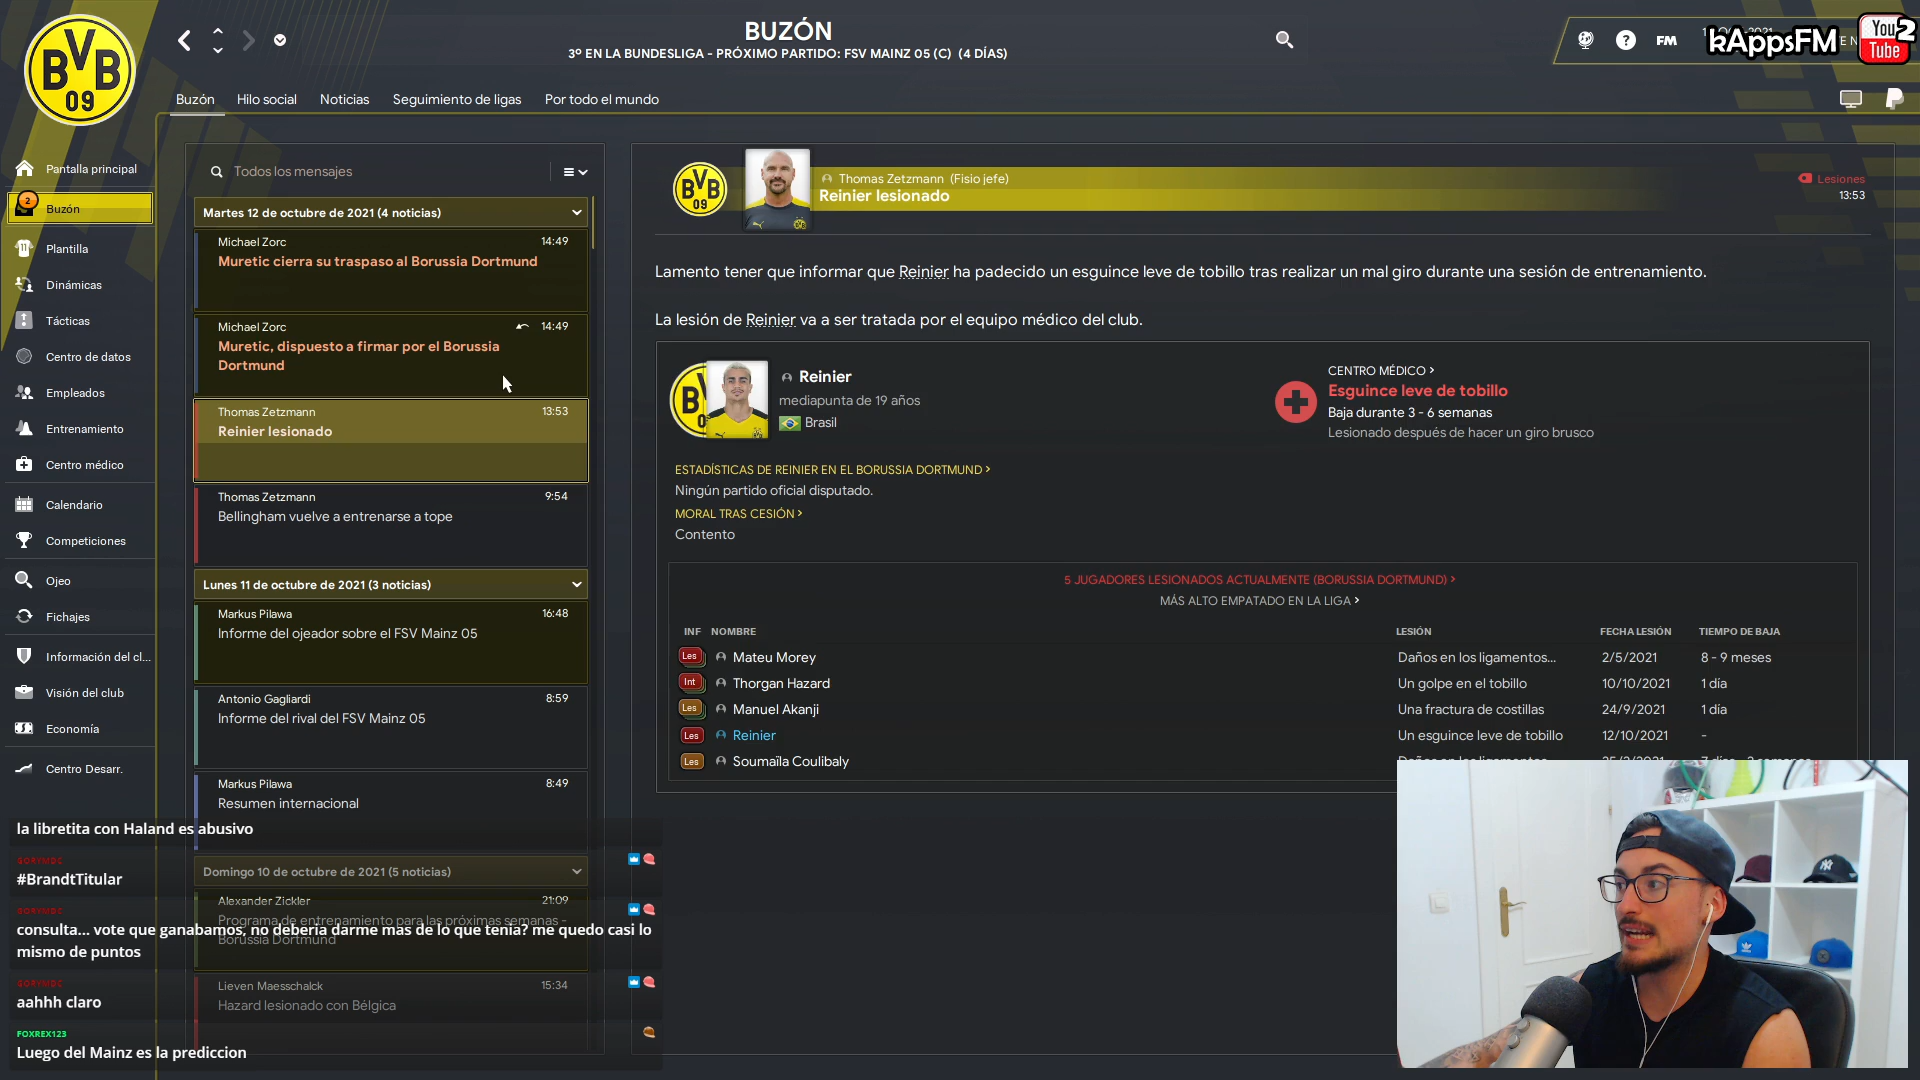 BVB
09
BUZÓN
3º EN LA BUNDESLIGA - PRÓXIMO PARTIDO: FSV MAINZ 05 (C) (4 DÍAS)
FM
kAppsFM
You2
Tube
Buzón
Hilo social
Noticias
Seguimiento de ligas
Por todo el mundo
Pantalla principal
2
Buzón
Plantilla
Dinámicas
Tácticas
Centro de datos
Empleados
Entrenamiento
Centro médico
Calendario
Competiciones
Ojeo
Fichajes
Información del cl...
Visión del club
Economía
Centro Desarr.
Todos los mensajes
Martes 12 de octubre de 2021 (4 noticias)
Michael Zorc 14:49
Muretic cierra su traspaso al Borussia Dortmund
Michael Zorc 14:49
Muretic, dispuesto a firmar por el Borussia
Dortmund
Thomas Zetzmann 13:53
Reinier lesionado
Thomas Zetzmann 9:54
Bellingham vuelve a entrenarse a tope
Lunes 11 de octubre de 2021 (3 noticias)
Markus Pilawa 16:48
Informe del ojeador sobre el FSV Mainz 05
Antonio Gagliardi 8:59
Informe del rival del FSV Mainz 05
Markus Pilawa 8:49
Resumen internacional
Domingo 10 de octubre de 2021 (5 noticias)
Alexander Zickler 21:09
Programa de entrenamiento para las próximas semanas -
Borussia Dortmund
Lieven Maesschalck 15:34
Hazard lesionado con Bélgica
la libretita con Haland es abusivo
#BrandtTitular
consulta... vote que ganabamos, no deberia darme mas de lo que tenia? me quedo casi lo
mismo de puntos
aahhh claro
FOXREX123
Luego del Mainz es la prediccion
BVB
09
Thomas Zetzmann (Fisio jefe)
Reinier lesionado
Lesiones
13:53
Lamento tener que informar que Reinier ha padecido un esguince leve de tobillo tras realizar un mal giro durante una sesión de entrenamiento.
La lesión de Reinier va a ser tratada por el equipo médico del club.
Reinier
mediapunta de 19 años
Brasil
CENTRO MÉDICO >
Esguince leve de tobillo
Baja durante 3 - 6 semanas
Lesionado después de hacer un giro brusco
ESTADÍSTICAS DE REINIER EN EL BORUSSIA DORTMUND >
Ningún partido oficial disputado.
MORAL TRAS CESIÓN >
Contento
5 JUGADORES LESIONADOS ACTUALMENTE (BORUSSIA DORTMUND) >
MÁS ALTO EMPATADO EN LA LIGA >
INF NOMBRE LESIÓN FECHA LESIÓN TIEMPO DE BAJA
Les Mateu Morey Daños en los ligamentos... 2/5/2021 8 - 9 meses
Int Thorgan Hazard Un golpe en el tobillo 10/10/2021 1 día
Les Manuel Akanji Una fractura de costillas 24/9/2021 1 día
Les Reinier Un esguince leve de tobillo 12/10/2021 -
Les Soumaïla Coulibaly